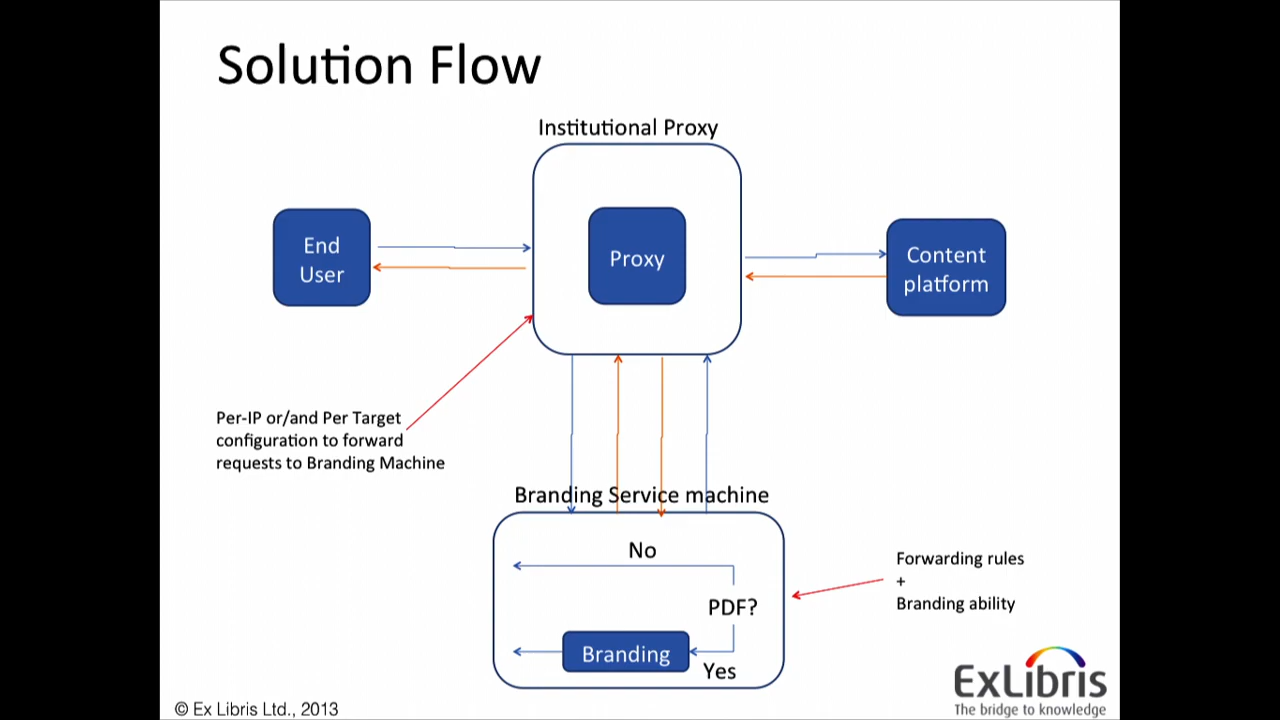 Solution Flow
Institutional Proxy
End
User
Proxy
Content
platform
Per-IP or/and Per Target
configuration to forward
requests to Branding Machine
Branding Service machine
No
PDF?
Branding
Yes
Forwarding rules
+
Branding ability
ExLibris
The bridge to knowledge
© Ex Libris Ltd., 2013